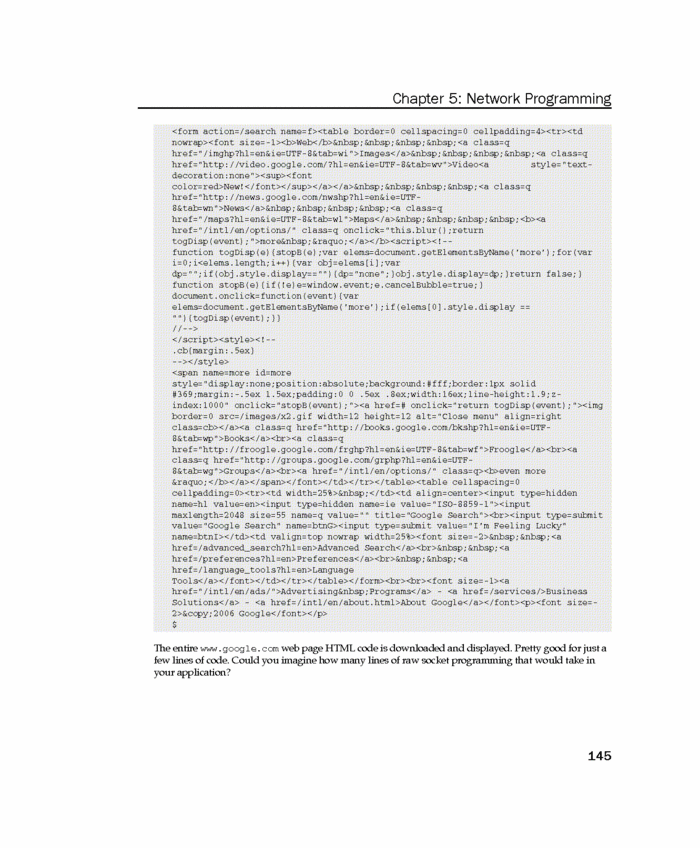 Chapter 5: Network Programming
<form action=/search name=f><table border=0 cellspacing=0 cellpadding=4><tr><td
nowrap><font size=-1><b>Web</b>&nbsp;&nbsp;&nbsp;&nbsp;<a class=q
href="/imghp?hl=en&ie=UTF-8&tab=wi">Images</a>&nbsp;&nbsp;&nbsp;&nbsp;<a class=q
href="http://video.google.com/?hl=en&ie=UTF-8&tab=wv">Video<a style="text-
decoration:none"><sup><font
color=red>New!</font></sup></a></a>&nbsp;&nbsp;&nbsp;&nbsp;<a class=q
href="http://news.google.com/nwshp?hl=en&ie=UTF-
8&tab=wn">News</a>&nbsp;&nbsp;&nbsp;&nbsp;<a class=q
href="/maps?hl=en&ie=UTF-8&tab=wl">Maps</a>&nbsp;&nbsp;&nbsp;&nbsp;<b><a
href="/intl/en/options/" class=q onclick="this.blur();return
togDisp(event);">more&nbsp;&raquo;</a></b><script><!--
function togDisp(e){stopB(e);var elems=document.getElementsByName('more');for(var
i=0;i<elems.length;i++){var obj=elems[i];var
dp="";if(obj.style.display==""){dp="none";}obj.style.display=dp;}return false;}
function stopB(e){if(!e)e=window.event;e.cancelBubble=true;}
document.onclick=function(event){var
elems=document.getElementsByName('more');if(elems[0].style.display ==
""){togDisp(event);}}
//-->
</script><style><!--
.cb{margin:.5ex}
--></style>
<span name=more id=more
style="display:none;position:absolute;background:#fff;border:1px solid
#369;margin:-.5ex 1.5ex;padding:0 0 .5ex .8ex;width:16ex;line-height:1.9;z-
index:1000" onclick="stopB(event);"><a href=# onclick="return togDisp(event);"><img
border=0 src=/images/x2.gif width=12 height=12 alt="Close menu" align=right
class=cb></a><a class=q href="http://books.google.com/bkshp?hl=en&ie=UTF-
8&tab=wp">Books</a><br><a class=q
href="http://froogle.google.com/frghp?hl=en&ie=UTF-8&tab=wf">Froogle</a><br><a
class=q href="http://groups.google.com/grphp?hl=en&ie=UTF-
8&tab=wg">Groups</a><br><a href="/intl/en/options/" class=q><b>even more
&raquo;</b></a></span></font></td></tr></table><table cellspacing=0
cellpadding=0><tr><td width=25%>&nbsp;</td><td align=center><input type=hidden
name=hl value=en><input type=hidden name=ie value="ISO-8859-1"><input
maxlength=2048 size=55 name=q value="" title="Google Search"><br><input type=submit
value="Google Search" name=btnG><input type=submit value="I'm Feeling Lucky"
name=btnI></td><td valign=top nowrap width=25%><font size=-2>&nbsp;&nbsp;<a
href=/advanced_search?hl=en>Advanced Search</a><br>&nbsp;&nbsp;<a
href=/preferences?hl=en>Preferences</a><br>&nbsp;&nbsp;<a
href=/language_tools?hl=en>Language
Tools</a></font></td></tr></table></form><br><br><font size=-1><a
href="/intl/en/ads/">Advertising&nbsp;Programs</a> - <a href=/services/>Business
Solutions</a> - <a href=/intl/en/about.html>About Google</a></font><p><font size=-
2>&copy;2006 Google</font></p>
$
The entire www.google.com web page HTML code is downloaded and displayed. Pretty good for just a
few lines of code. Could you imagine how many lines of raw socket programming that would take in
your application?
145